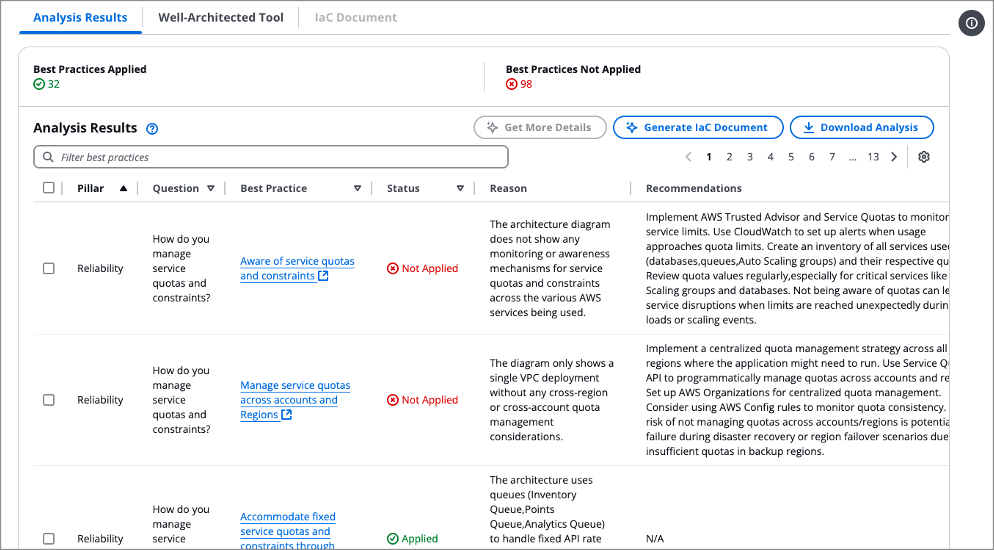 Analysis Results
Well-Architected Tool
IaC Document
Best Practices Applied
32
Best Practices Not Applied
98
Analysis Results
Get More Details
Generate IaC Document
Download Analysis
Filter best practices
1 2 3 4 5 6 7 ... 13
Pillar
Question
Best Practice
Status
Reason
Recommendations
Reliability
How do you
manage
service
quotas and
constraints?
Aware of service quotas
and constraints
Not Applied
The architecture diagram
does not show any
monitoring or awareness
mechanisms for service
quotas and constraints
across the various AWS
services being used.
Implement AWS Trusted Advisor and Service Quotas to monitor
service limits. Use CloudWatch to set up alerts when usage
approaches quota limits. Create an inventory of all services use
(databases,queues,Auto Scaling groups) and their respective qu
Review quota values regularly,especially for critical services like
Scaling groups and databases. Not being aware of quotas can le
service disruptions when limits are reached unexpectedly durin
loads or scaling events.
Reliability
How do you
manage
service
quotas and
constraints?
Manage service quotas
across accounts and
Regions
Not Applied
The diagram only shows a
single VPC deployment
without any cross-region
or cross-account quota
management
considerations.
Implement a centralized quota management strategy across all
regions where the application might need to run. Use Service Q
API to programmatically manage quotas across accounts and re
Set up AWS Organizations for centralized quota management.
Consider using AWS Config rules to monitor quota consistency.
risk of not managing quotas across accounts/regions is potentia
failure during disaster recovery or region failover scenarios due
insufficient quotas in backup regions.
Reliability
How do you
manage
service
Accommodate fixed
service quotas and
constraints through
Applied
The architecture uses
queues (Inventory
Queue,Points
Queue,Analytics Queue)
to handle fixed API rate
N/A